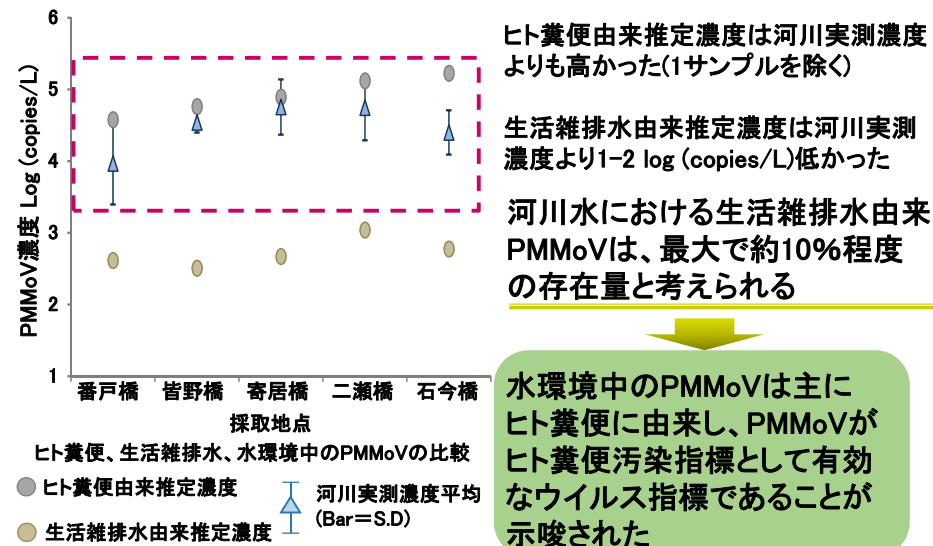 6
5
4
3
2
1
PMMoV濃度 Log (copies/L)
番戸橋 皆野橋 寄居橋 二瀬橋 石今橋
採取地点
ヒト糞便、生活雑排水、水環境中のPMMoVの比較
ヒト糞便由来推定濃度
生活雑排水由来推定濃度
河川実測濃度平均
(Bar=S.D)
ヒト糞便由来推定濃度は河川実測濃度
よりも高かった(1サンプルを除く)
生活雑排水由来推定濃度は河川実測
濃度より1-2 log (copies/L)低かった
河川水における生活雑排水由来
PMMoVは、最大で約10%程度
の存在量と考えられる
水環境中のPMMoVは主に
ヒト糞便に由来し、PMMoVが
ヒト糞便汚染指標として有効
なウイルス指標であることが
示唆された